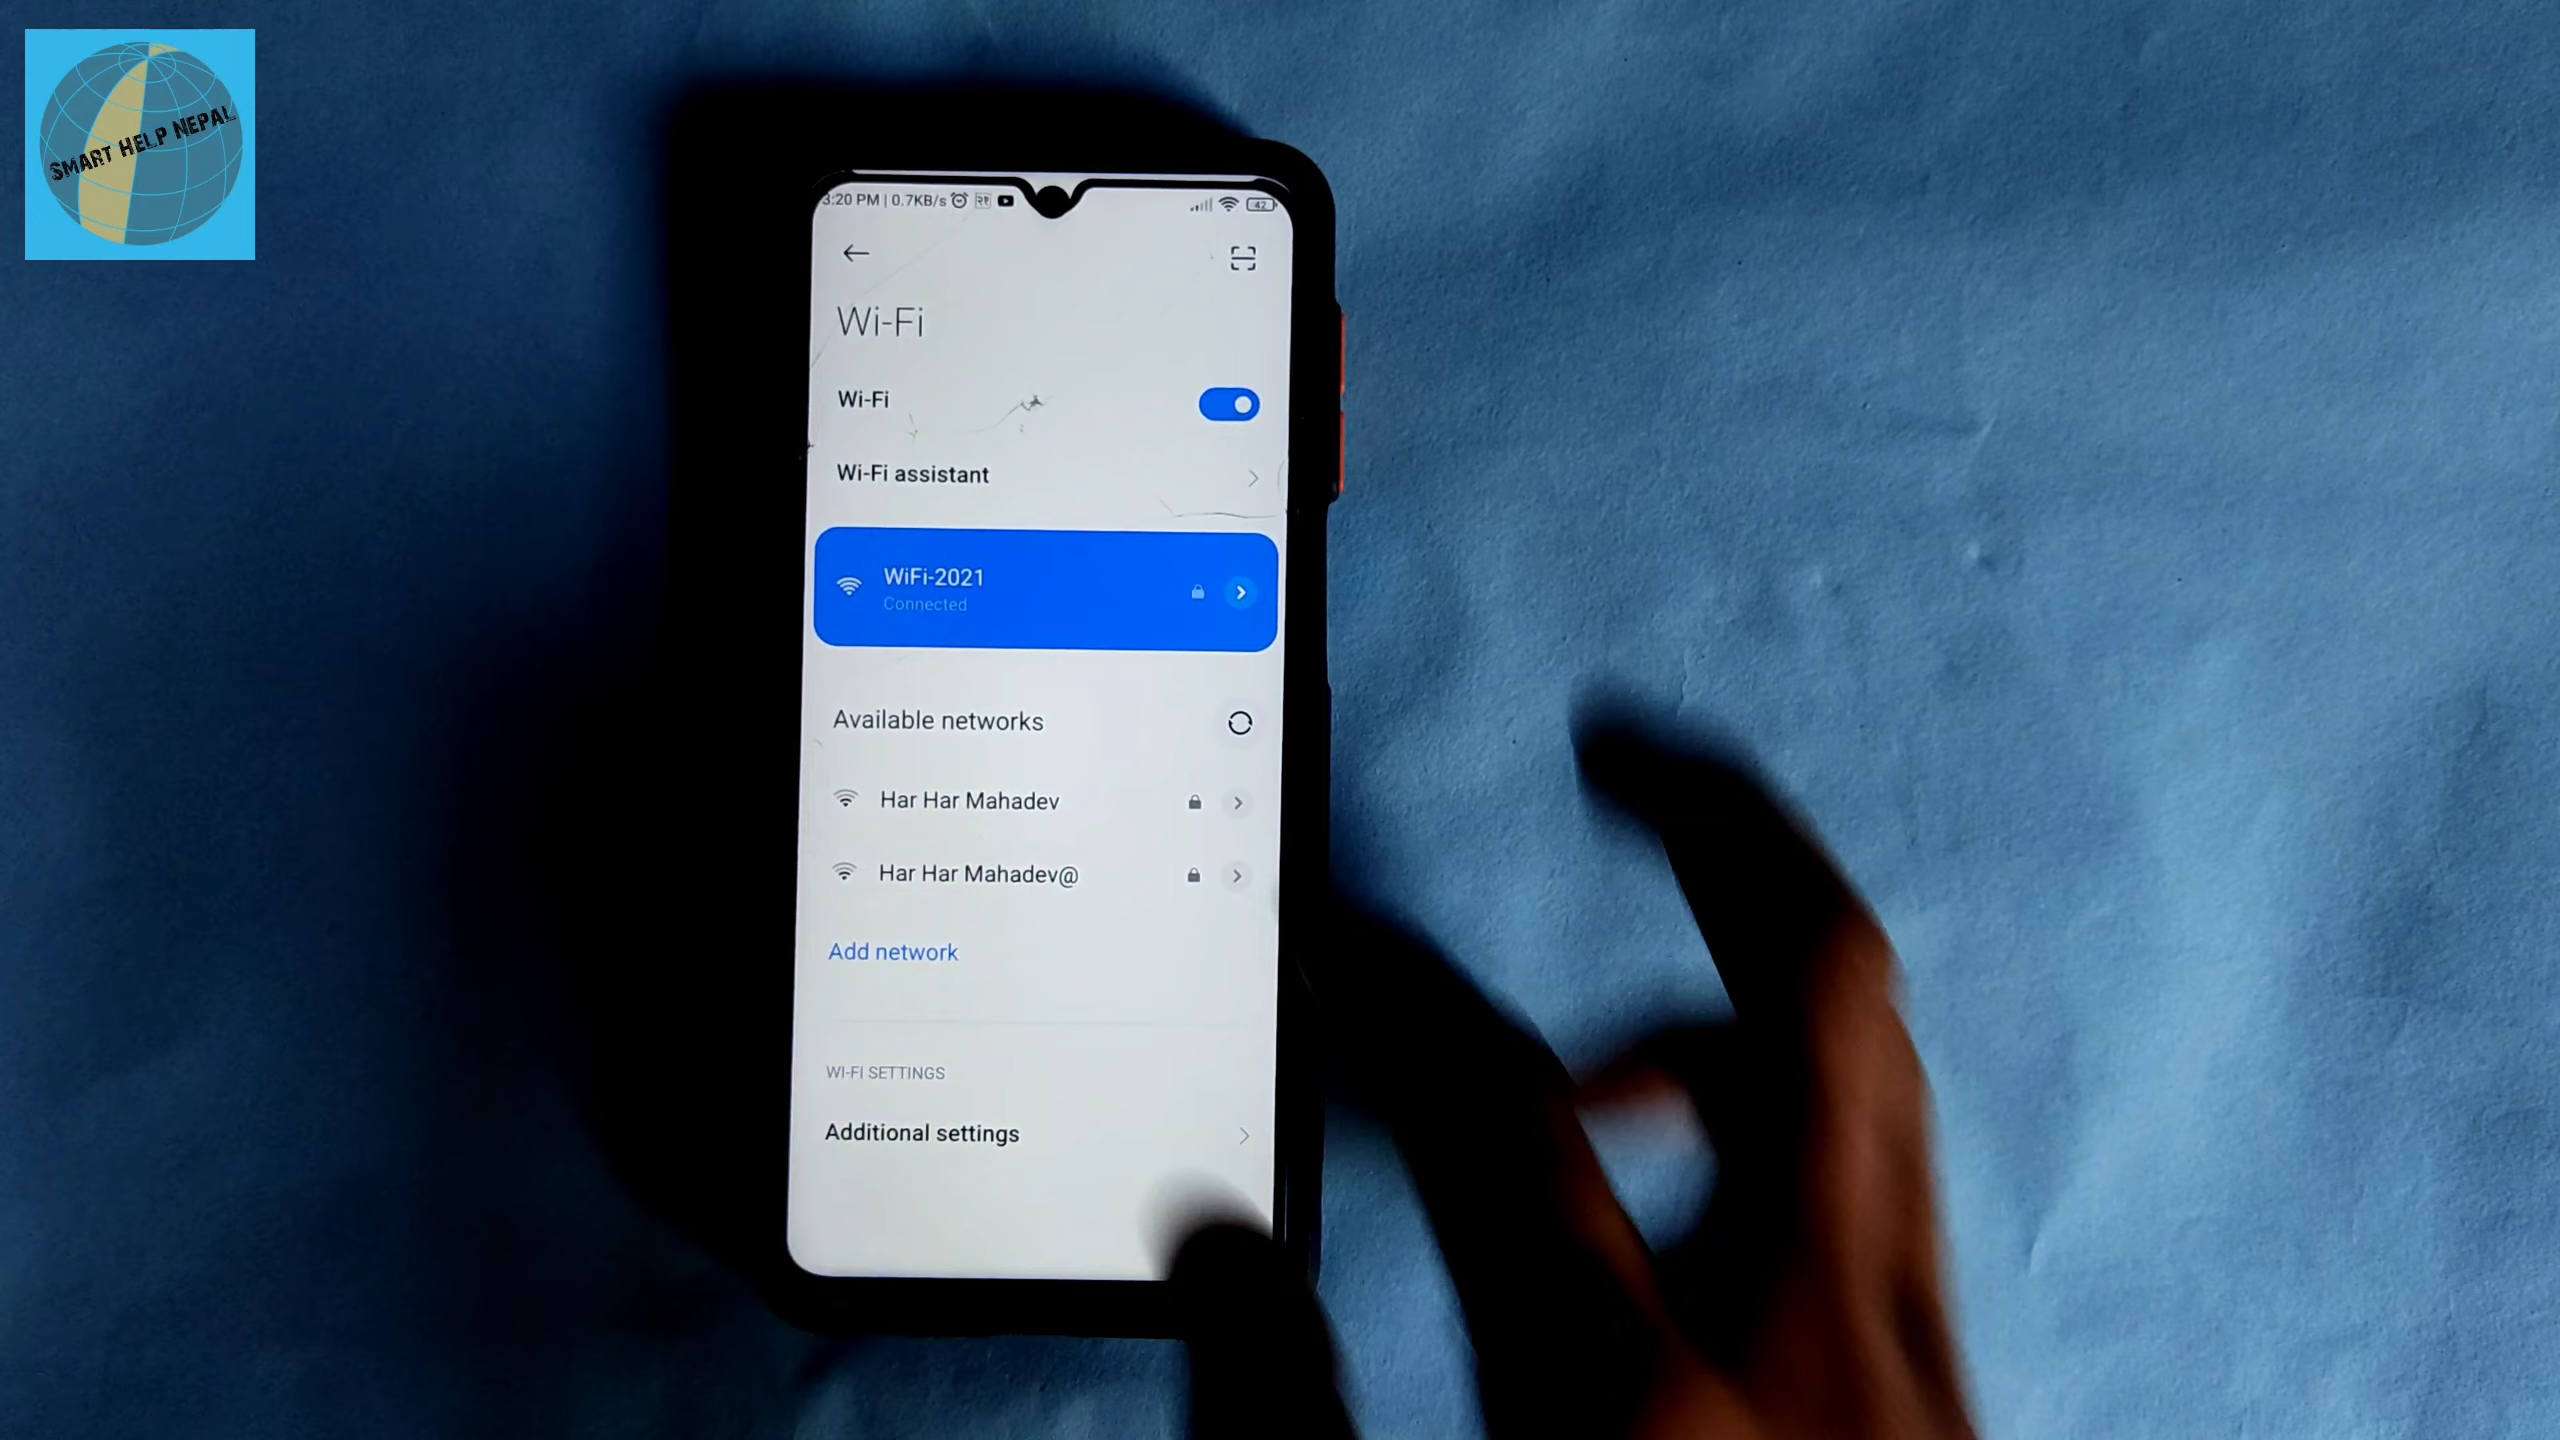 SMART HELP NEPAL
3:20 PM | 0.7KB/s
42
Wi-Fi
Wi-Fi
Wi-Fi assistant
WiFi-2021
Connected
Available networks
Har Har Mahadev
Har Har Mahadev@
Add network
WI-FI SETTINGS
Additional settings